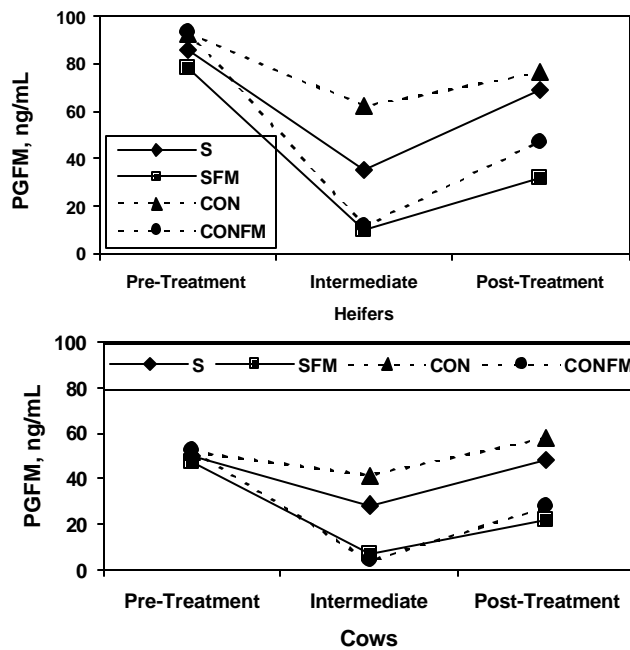 100
80
60
40
20
0
PGFM, ng/mL
S
SFM
CON
CONFM
Pre-Treatment Intermediate Post-Treatment
Heifers
100
80
60
40
20
0
PGFM, ng/mL
S SFM CON CONFM
Pre-Treatment Intermediate Post-Treatment
Cows